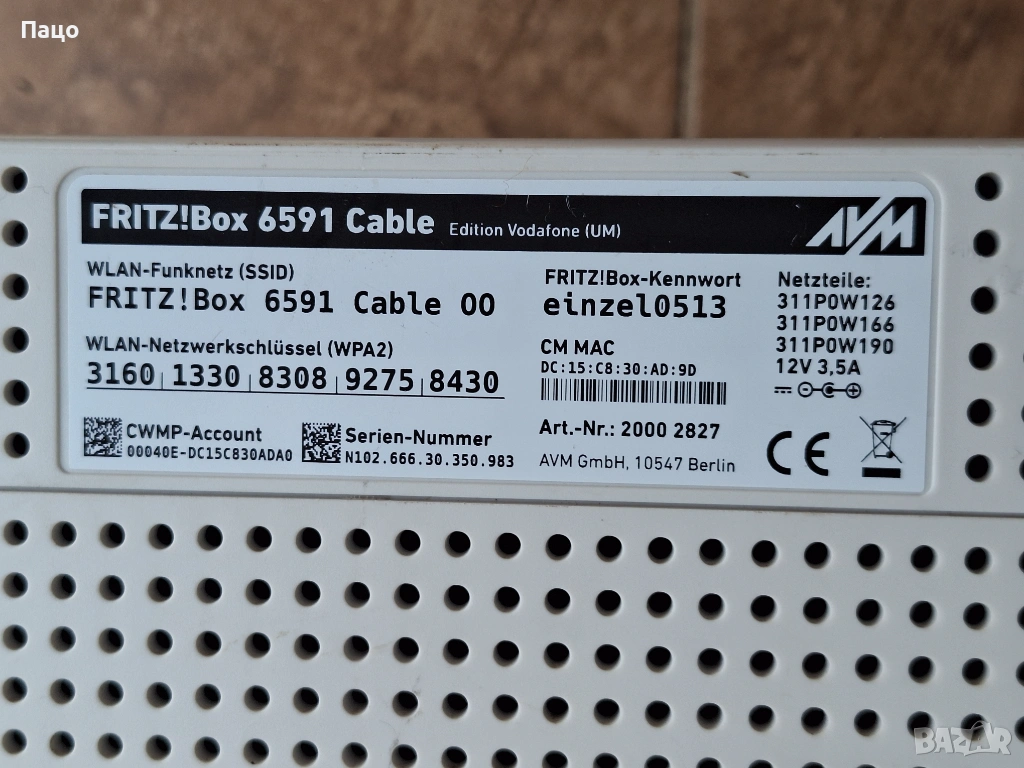 Пацо
FRITZ!Box 6591 Cable Edition Vodafone (UM)
AVM
WLAN-Funknetz (SSID)
FRITZ!Box 6591 Cable OO
WLAN-Netzwerkschlüssel (WPA2)
3160 1330 8308 9275 8430
CWMP-Account
00040E-DC15C830ADA0
Serien-Nummer
N102.666.30.350.983
FRITZ!Box-Kennwort
einzel0513
CM MAC
DC:15:C8:30:AD:9D
Art.-Nr.: 2000 2827
AVM GmbH, 10547 Berlin
Netzteile:
311P0W126
311P0W166
311P0W190
12V 3,5A
CE
BAZAR